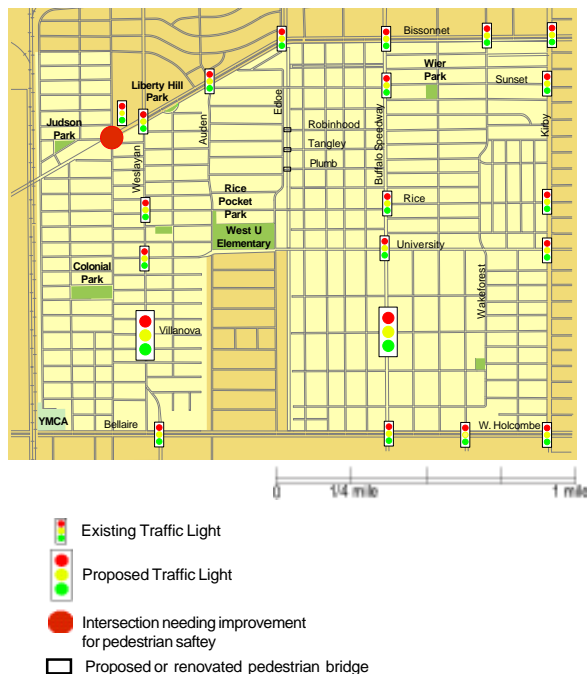 Bissonnet
Wier
Park
Sunset
Liberty Hill
Park
Edloe
Kirby
Judson
Park
Auden
Buffalo Speedway
Robinhood
Tangley
Plumb
Weslayan
Rice
Pocket
Park
Rice
West U
Elementary
University
Colonial
Park
Wakeforest
Villanova
YMCA
Bellaire
W. Holcombe
0
1/4 mile
1 mile
Existing Traffic Light
Proposed Traffic Light
Intersection needing improvement
for pedestrian saftey
Proposed or renovated pedestrian bridge